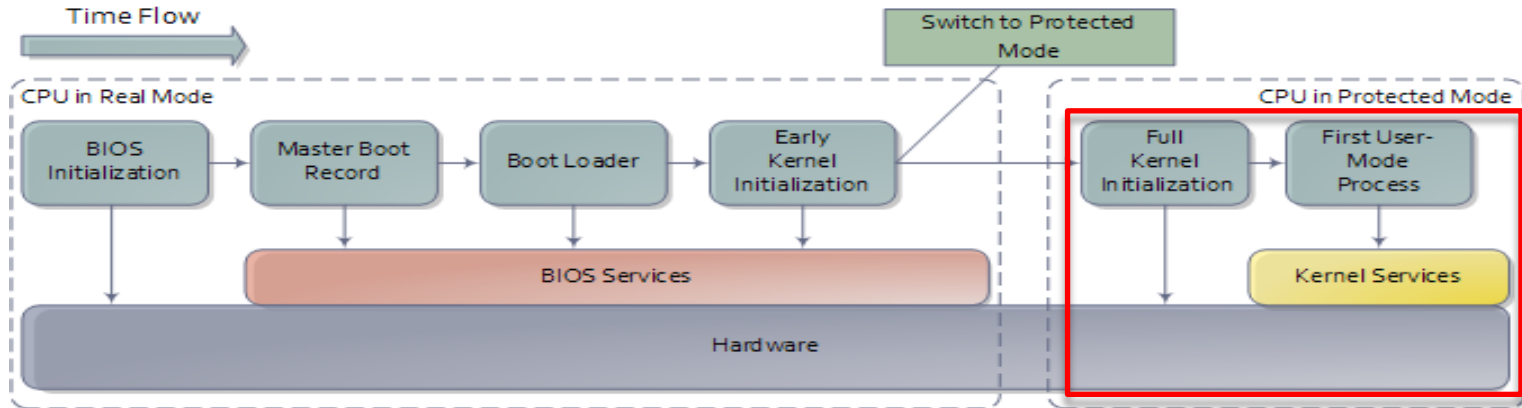 Time Flow
Switch to Protected
Mode
CPU in Real Mode
CPU in Protected Mode
BIOS
Initialization
Master Boot
Record
Boot Loader
Early
Kernel
Initialization
Full
Kernel
Initialization
First User-
Mode
Process
BIOS Services
Kernel Services
Hardware